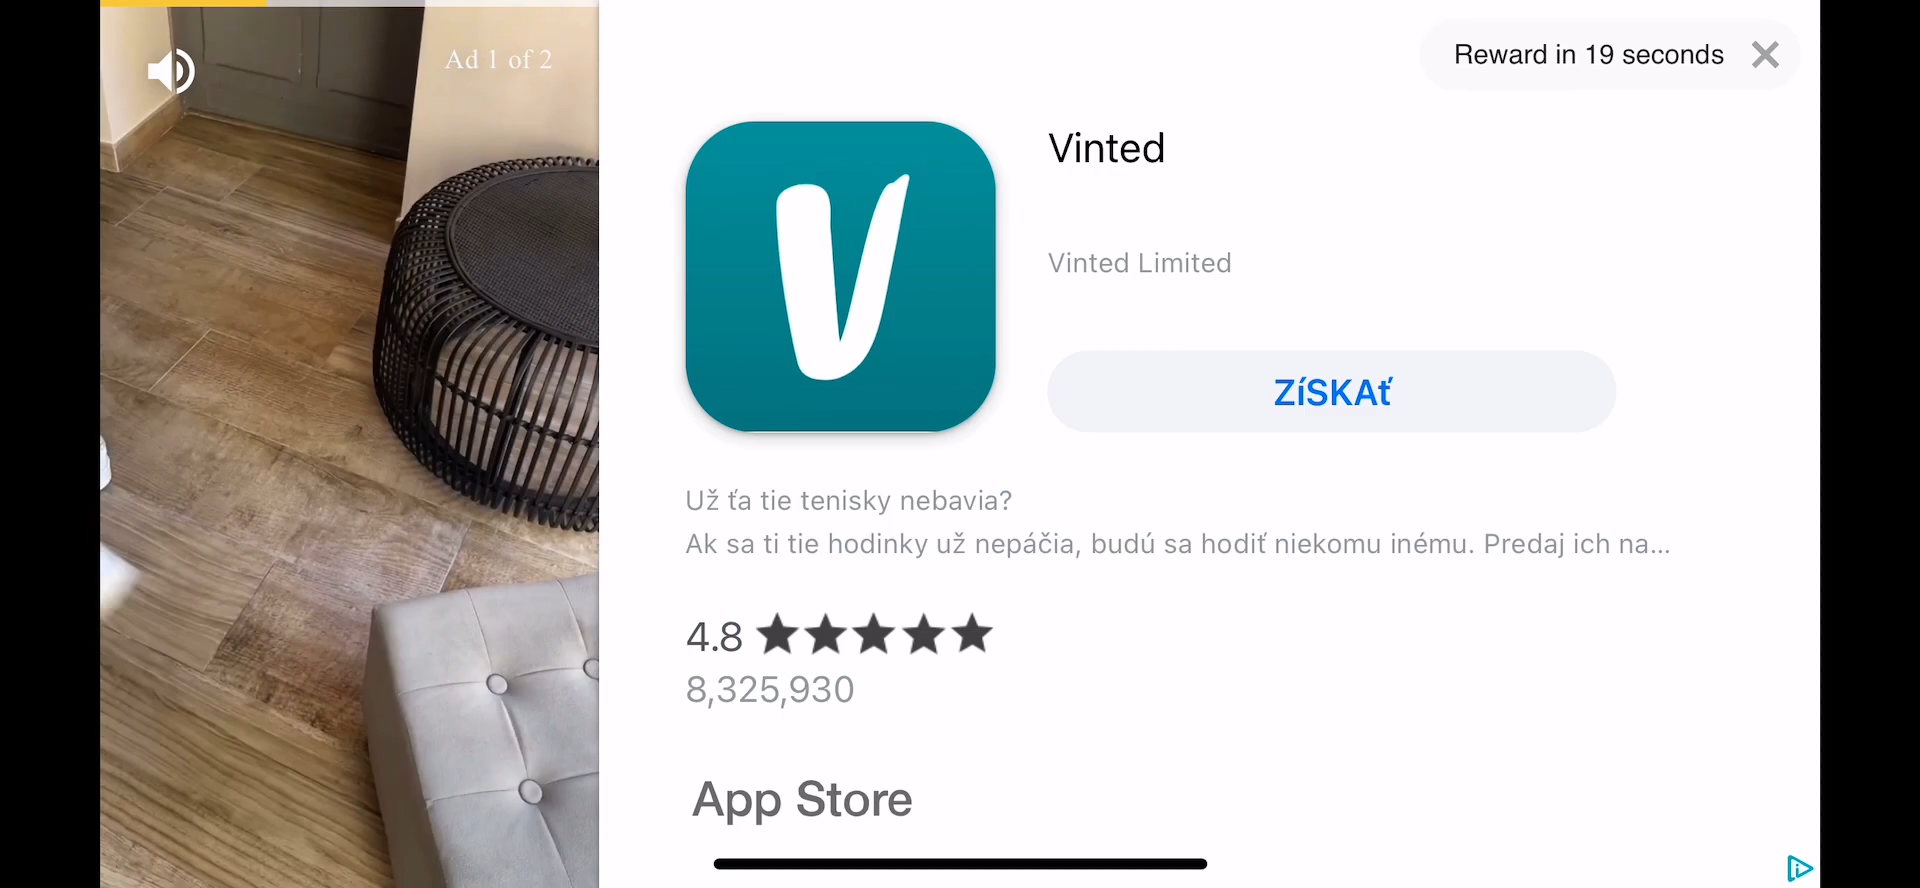 Ad 1 of 2
Reward in 19 seconds
Vinted
Vinted Limited
ZíSKAť
Už ťa tie tenisky nebavia?
Ak sa ti tie hodinky už nepáčia, budú sa hodiť niekomu inému. Predaj ich na...
4.8
8,325,930
App Store